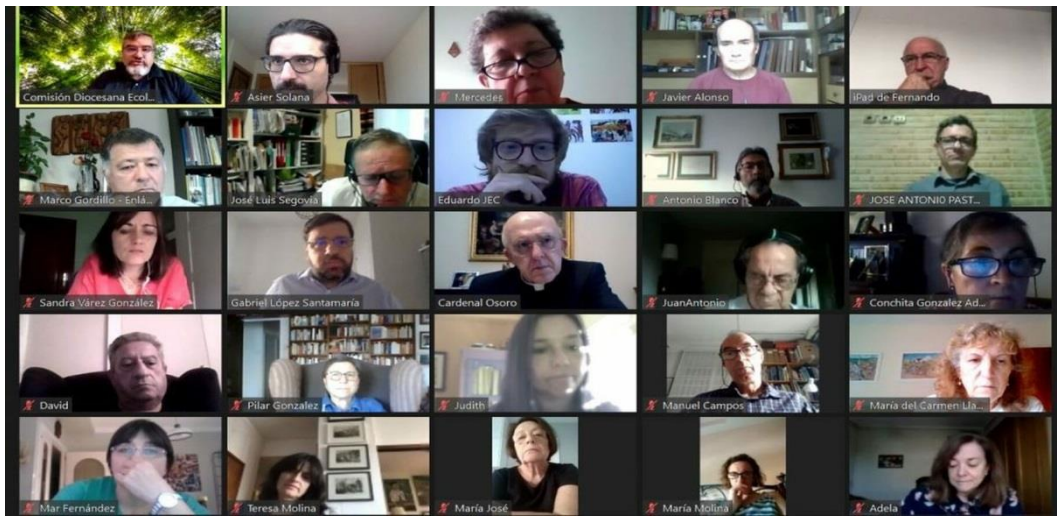 Comisión Diocesana Ecol...
Asier Solana
Mercedes
Javier Alonso
iPad de Fernando
Marco Gordillo - Enlá...
José Luis Segovia
Eduardo JEC
Antonio Blanco
JOSE ANTONIO PAST...
Sandra Várez González
Gabriel López Santamaría
Cardenal Osoro
JuanAntonio
Conchita Gonzalez Ad...
David
Pilar Gonzalez
Judith
Manuel Campos
María del Carmen Lla...
Mar Fernández
Teresa Molina
María José
María Molina
Adela